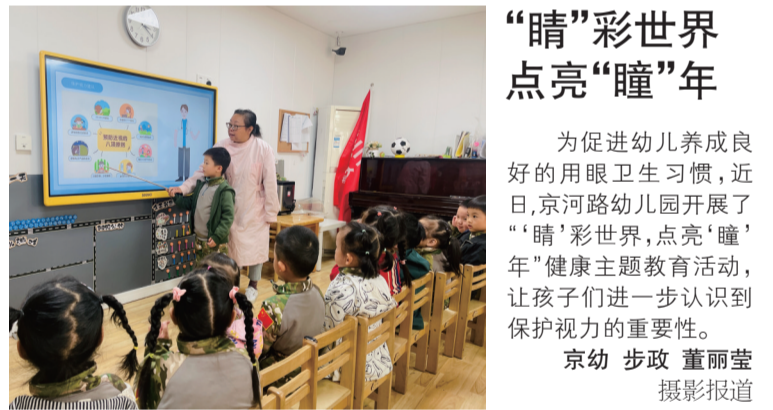 “睛”彩世界
点亮“瞳”年
为促进幼儿养成良
好的用眼卫生习惯，近
日，京河路幼儿园开展了
“‘睛’彩世界，点亮‘瞳’
年”健康主题教育活动，
让孩子们进一步认识到
保护视力的重要性。
京幼 步政 董丽莹
摄影报道